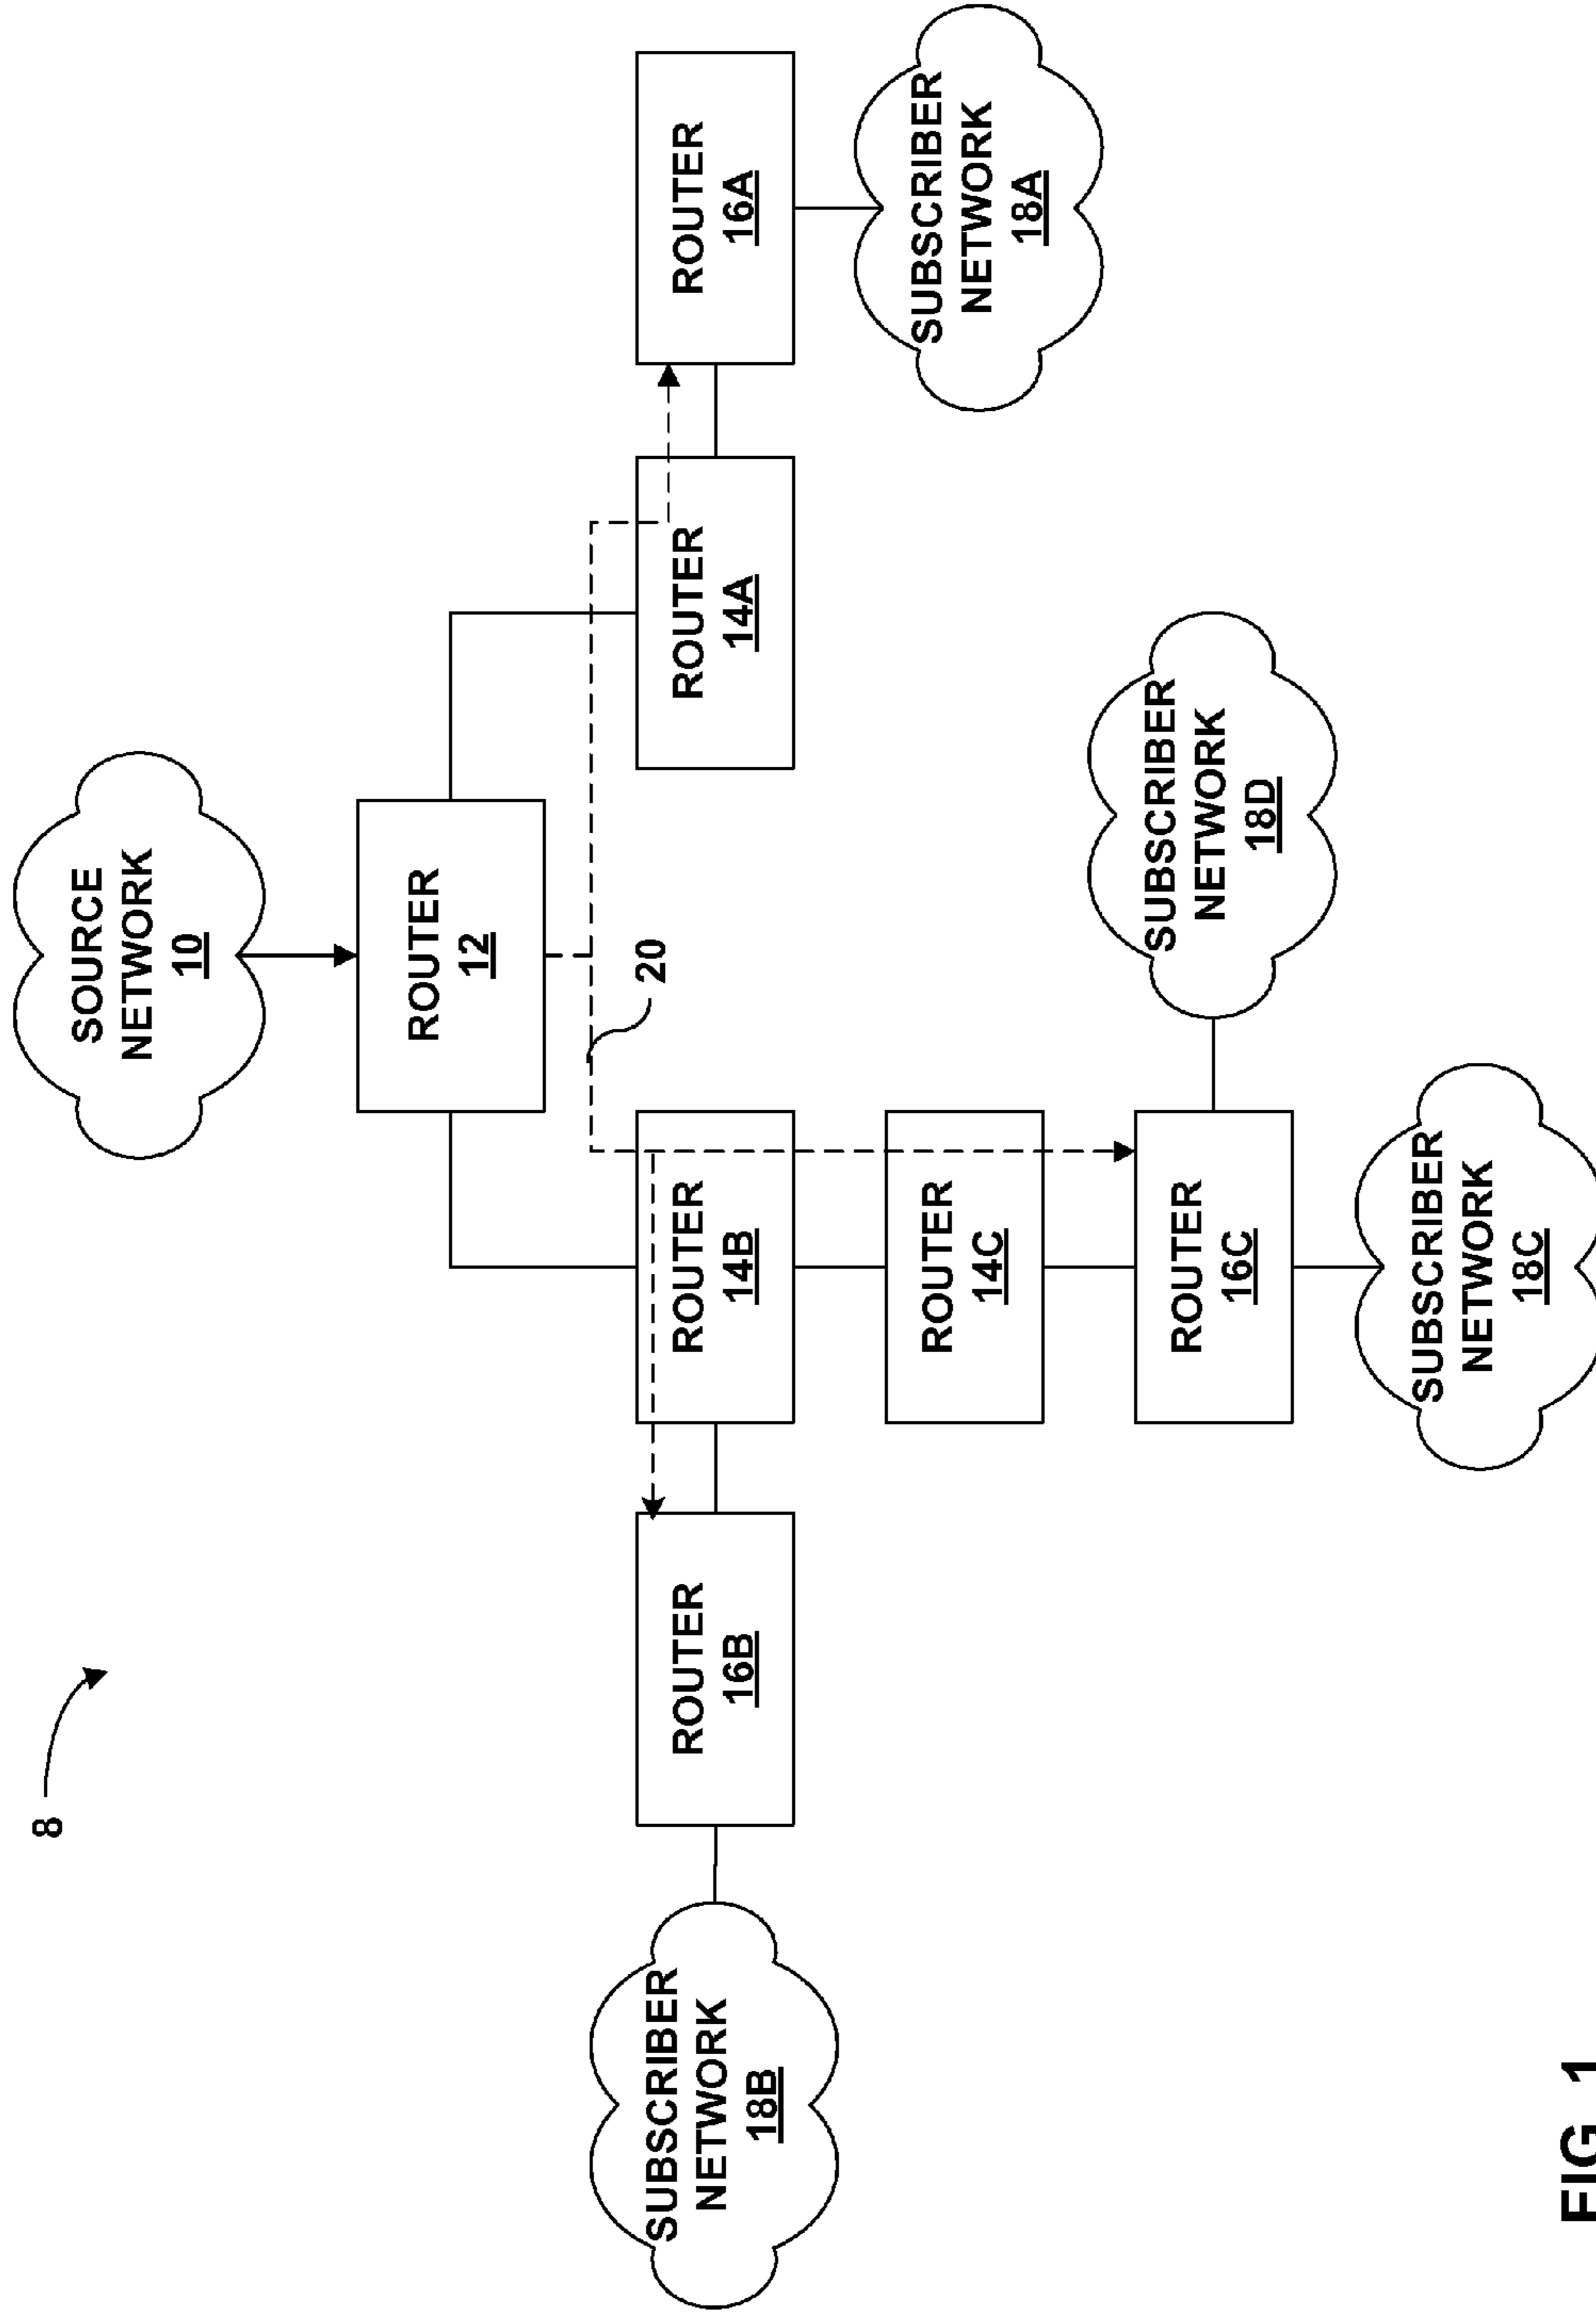 8
SOURCE
NETWORK
10
ROUTER
12
20
SUBSCRIBER
NETWORK
18B
ROUTER
16B
ROUTER
14B
ROUTER
14A
ROUTER
16A
ROUTER
14C
SUBSCRIBER
NETWORK
18A
ROUTER
16C
SUBSCRIBER
NETWORK
18D
SUBSCRIBER
NETWORK
18C
FIG. 1